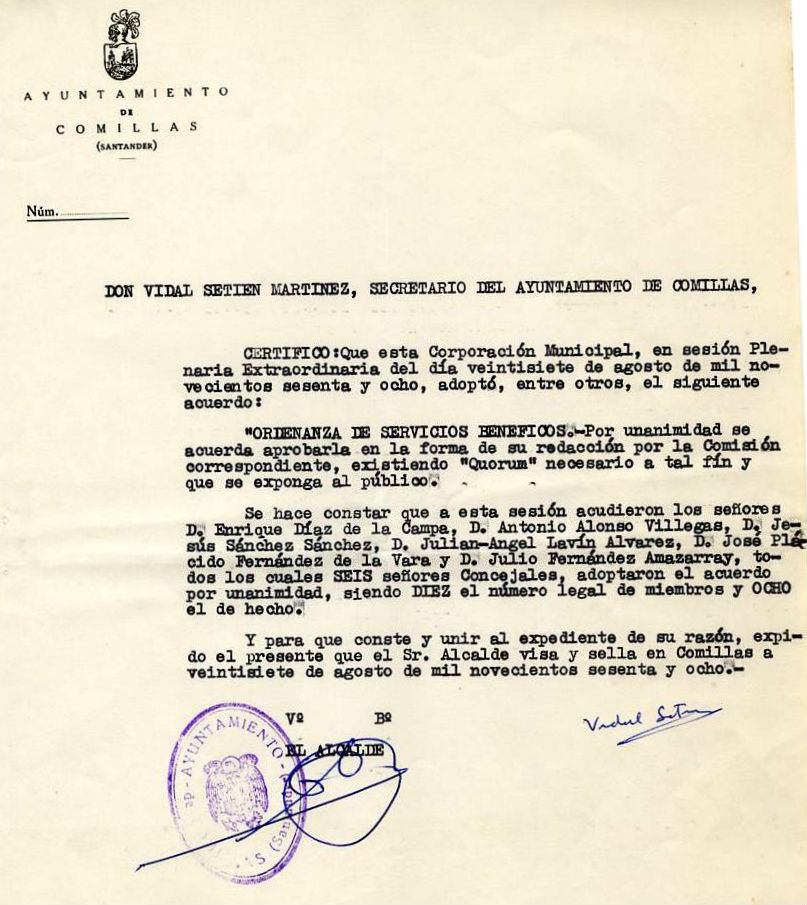 AYUNTAMIENTO
DE
COMILLAS
(SANTANDER)
Núm.
DON VIDAL SETIEN MARTINEZ, SECRETARIO DEL AYUNTAMIENTO DE COMILLAS,
CERTIFICO:Que esta Corporación Municipal, en sesión Ple-
naria Extraordinaria del día veintisiete de agosto de mil no-
vecientos sesenta y ocho, adoptó, entre otros, el siguiente
acuerdo:
"ORDENANZA DE SERVICIOS BENEFICOS.-Por unanimidad se
acuerda aprobarla en la forma de su redacción por la Comisión
correspondiente, existiendo "Quorum" necesario a tal fín y
que se exponga al público.
Se hace constar que a esta sesión acudieron los señores
D. Enrique Díaz de la Campa, D. Antonio Alonso Villegas, D. Je-
sús Sánchez Sánchez, D. Julian-Angel Lavín Alvarez, D. José Plá-
cido Fernández de la Vara y D. Julio Fernández Amazarray, to-
dos los cuales SEIS señores Concejales, adoptaron el acuerdo
por unanimidad, siendo DIEZ el número legal de miembros y OCHO
el de hecho.
Y para que conste y unir al expediente de su razón, expi-
do el presente que el Sr. Alcalde visa y sella en Comillas a
veintisiete de agosto de mil novecientos sesenta y ocho.-
Vº Bº
EL ALCALDE
Vidal Setien
AYUNTAMIENTO de